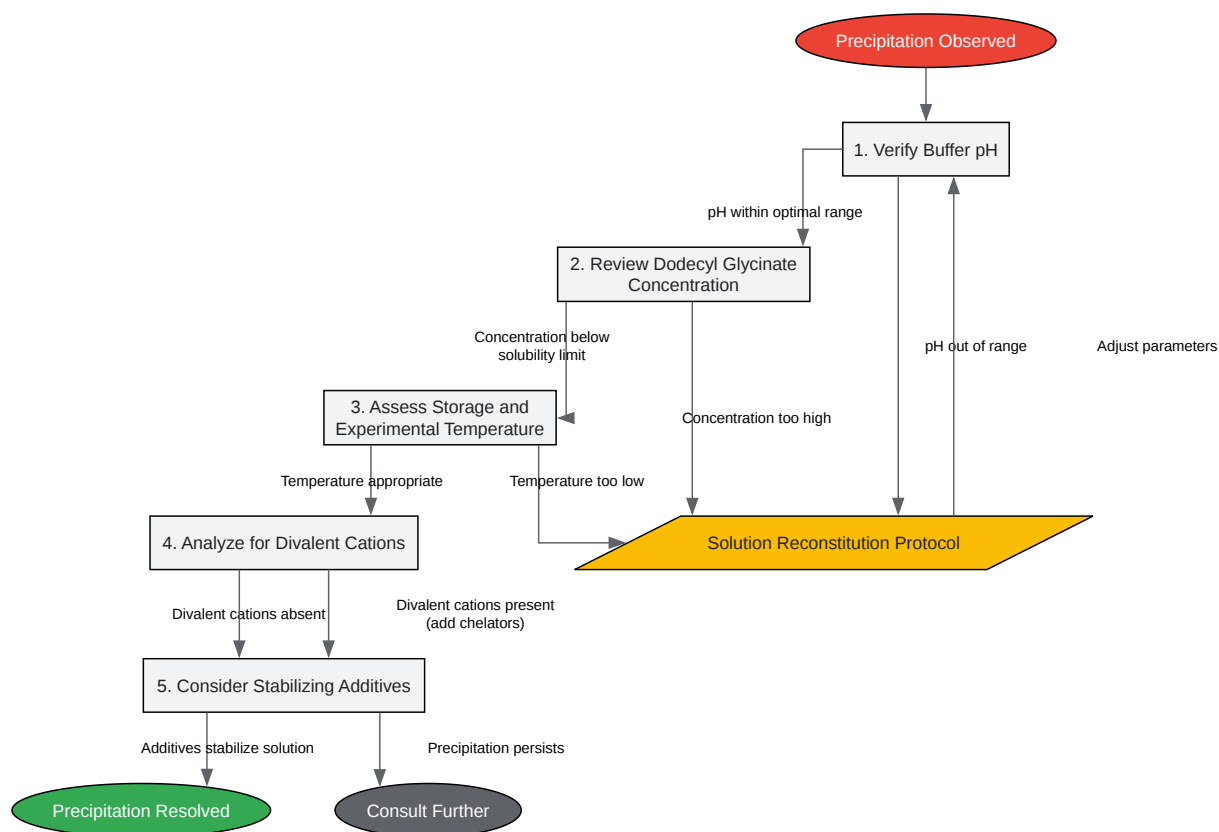 Precipitation Observed
1. Verify Buffer pH
pH within optimal range
2. Review Dodecyl Glycinate
Concentration
Concentration below
solubility limit
pH out of range
Adjust parameters
3. Assess Storage and
Experimental Temperature
Concentration too high
Temperature appropriate
Temperature too low
4. Analyze for Divalent Cations
Solution Reconstitution Protocol
Divalent cations absent
Divalent cations present
(add chelators)
5. Consider Stabilizing Additives
Additives stabilize solution
Precipitation persists
Precipitation Resolved
Consult Further